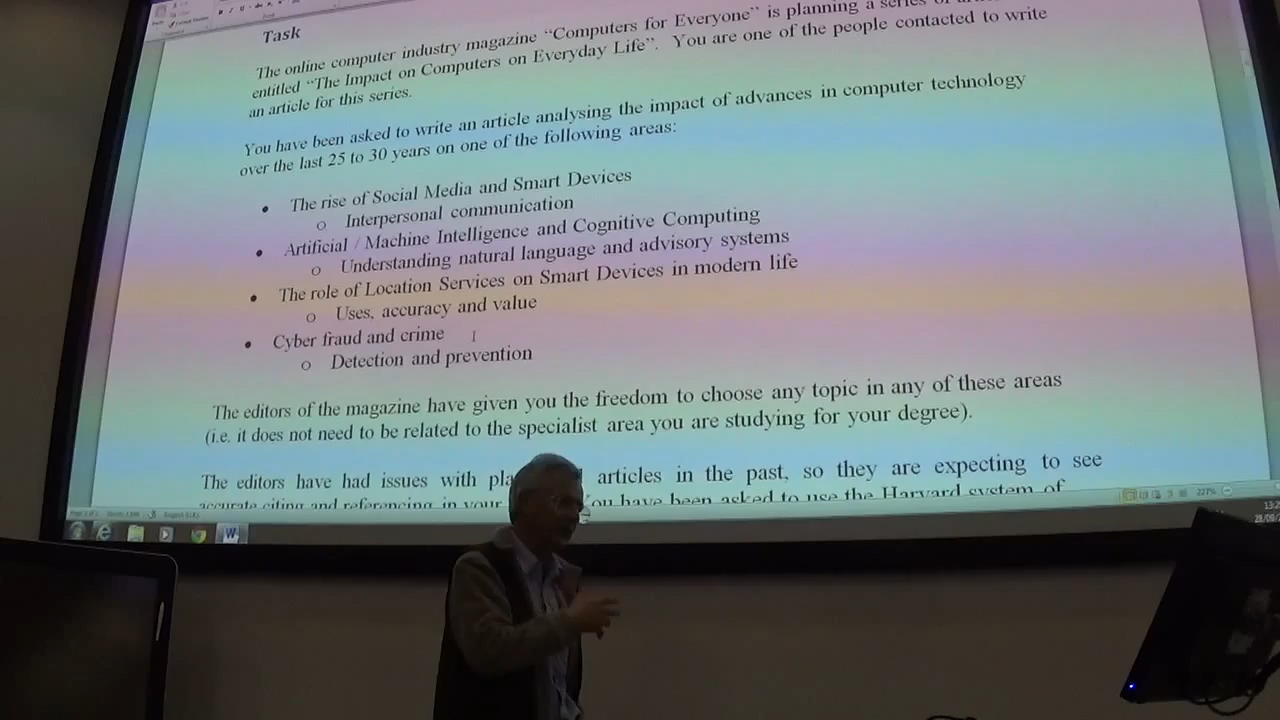 Task
The online computer industry magazine “Computers for Everyone” is planning a series of
entitled “The Impact on Computers on Everyday Life”. You are one of the people contacted to write
an article for this series.
You have been asked to write an article analysing the impact of advances in computer technology
over the last 25 to 30 years on one of the following areas:
• The rise of Social Media and Smart Devices
o Interpersonal communication
• Artificial / Machine Intelligence and Cognitive Computing
o Understanding natural language and advisory systems
• The role of Location Services on Smart Devices in modern life
o Uses, accuracy and value
• Cyber fraud and crime
o Detection and prevention
The editors of the magazine have given you the freedom to choose any topic in any of these areas
(i.e. it does not need to be related to the specialist area you are studying for your degree).
The editors have had issues with pla articles in the past, so they are expecting to see
accurate citing and referencing in your You have been asked to use the Harvard system of
227%